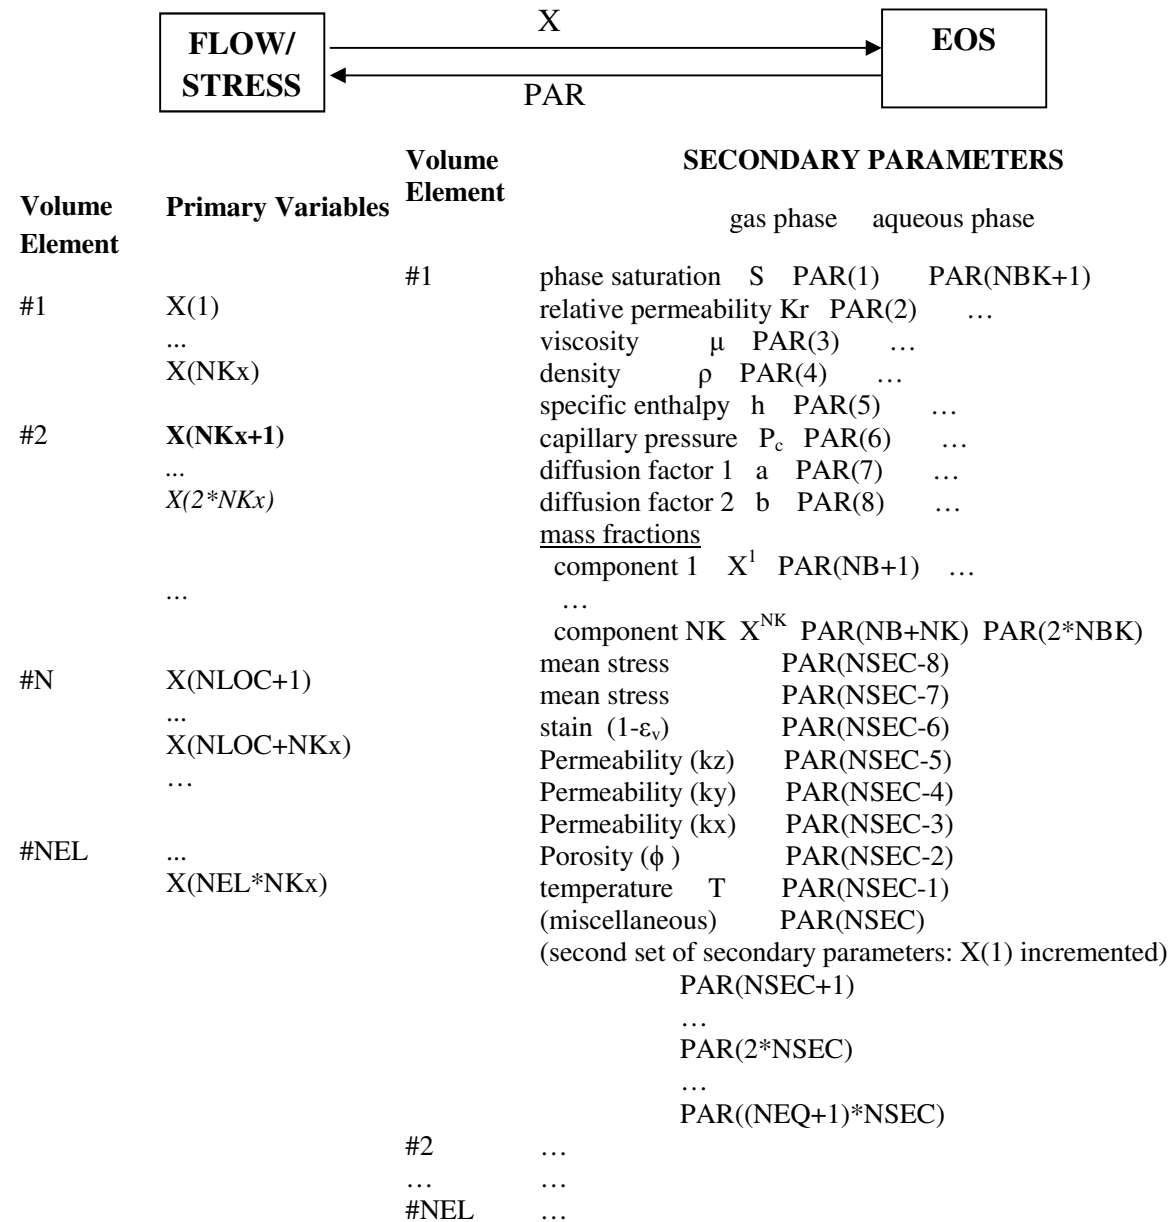 X
FLOW/
STRESS
EOS
PAR
Volume
Element
Primary Variables
#1
X(1)
...
X(NKx)
#2
X(NKx+1)
...
X(2*NKx)
...
#N
X(NLOC+1)
...
X(NLOC+NKx)
…
#NEL
...
X(NEL*NKx)
Volume
Element
SECONDARY PARAMETERS
gas phase aqueous phase
#1 phase saturation S PAR(1) PAR(NBK+1)
relative permeability Kr PAR(2) …
viscosity μ PAR(3) …
density ρ PAR(4) …
specific enthalpy h PAR(5) …
capillary pressure Pc PAR(6) …
diffusion factor 1 a PAR(7) …
diffusion factor 2 b PAR(8) …
mass fractions
component 1 X^1 PAR(NB+1) …
…
component NK X^NK PAR(NB+NK) PAR(2*NBK)
mean stress PAR(NSEC-8)
mean stress PAR(NSEC-7)
stain (1-εv) PAR(NSEC-6)
Permeability (kz) PAR(NSEC-5)
Permeability (ky) PAR(NSEC-4)
Permeability (kx) PAR(NSEC-3)
Porosity (ϕ ) PAR(NSEC-2)
temperature T PAR(NSEC-1)
(miscellaneous) PAR(NSEC)
(second set of secondary parameters: X(1) incremented)
PAR(NSEC+1)
…
PAR(2*NSEC)
…
PAR((NEQ+1)*NSEC)
#2 …
… …
#NEL …